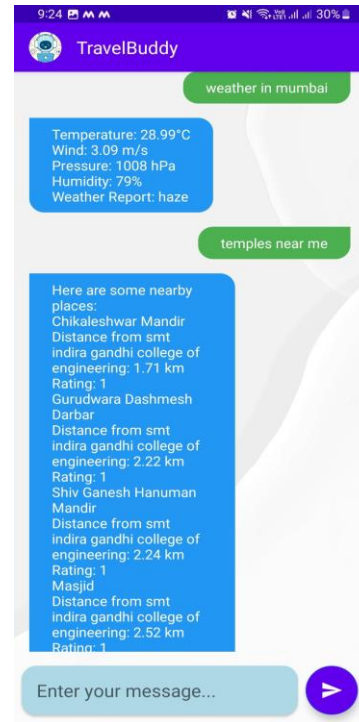 9:24 30%
TravelBuddy
weather in mumbai
Temperature: 28.99°C
Wind: 3.09 m/s
Pressure: 1008 hPa
Humidity: 79%
Weather Report: haze
temples near me
Here are some nearby
places:
Chikaleshwar Mandir
Distance from smt
indira gandhi college of
engineering: 1.71 km
Rating: 1
Gurudwara Dashmesh
Darbar
Distance from smt
indira gandhi college of
engineering: 2.22 km
Rating: 1
Shiv Ganesh Hanuman
Mandir
Distance from smt
indira gandhi college of
engineering: 2.24 km
Rating: 1
Masjid
Distance from smt
indira gandhi college of
engineering: 2.52 km
Rating: 1
Enter your message...